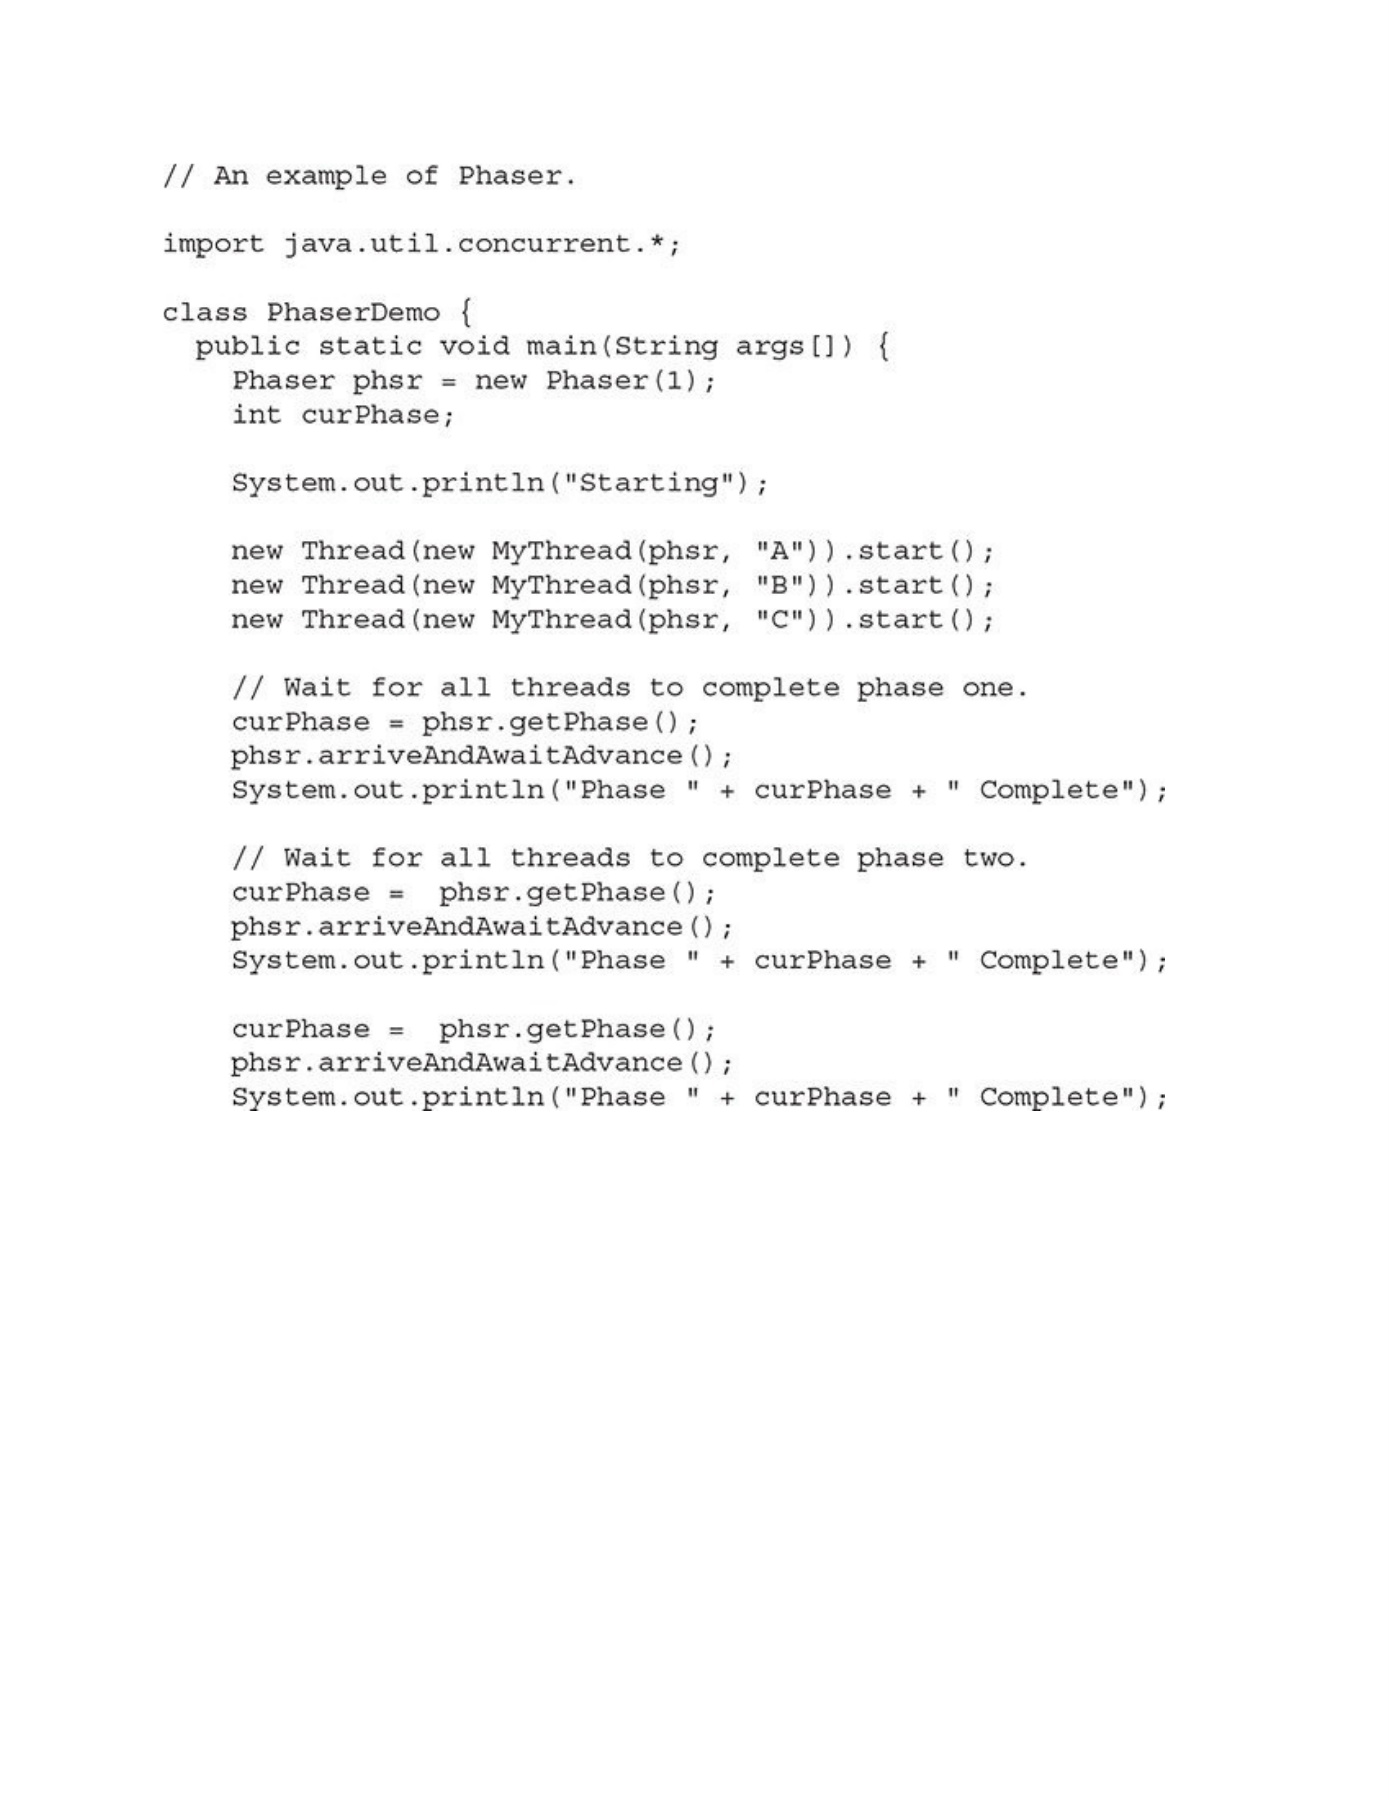 // An example of Phaser.

import java.util.concurrent.*;

class PhaserDemo {
  public static void main(String args[]) {
    Phaser phsr = new Phaser(1);
    int curPhase;

    System.out.println("Starting");

    new Thread(new MyThread(phsr, "A")).start();
    new Thread(new MyThread(phsr, "B")).start();
    new Thread(new MyThread(phsr, "C")).start();

    // Wait for all threads to complete phase one.
    curPhase = phsr.getPhase();
    phsr.arriveAndAwaitAdvance();
    System.out.println("Phase " + curPhase + " Complete");

    // Wait for all threads to complete phase two.
    curPhase =  phsr.getPhase();
    phsr.arriveAndAwaitAdvance();
    System.out.println("Phase " + curPhase + " Complete");

    curPhase =  phsr.getPhase();
    phsr.arriveAndAwaitAdvance();
    System.out.println("Phase " + curPhase + " Complete");